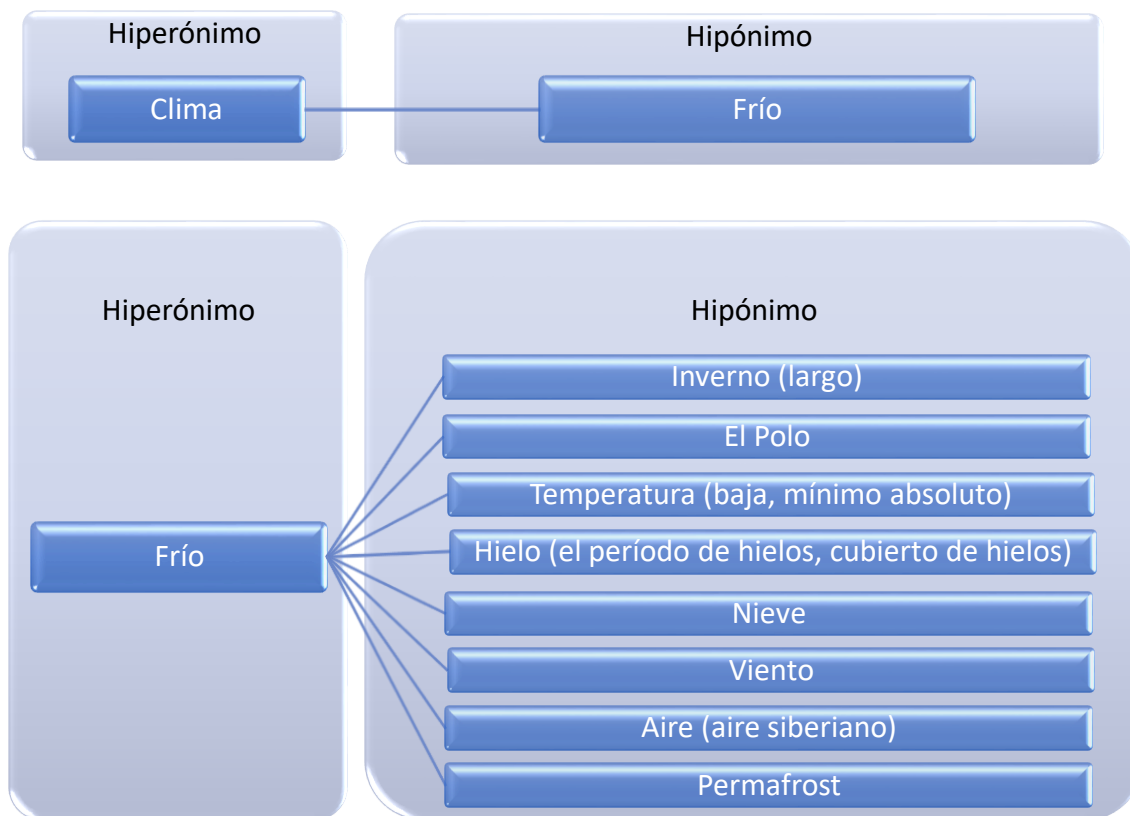 Hiperónimo
Hipónimo
Clima
Frío
Hiperónimo
Hipónimo
Frío
Inverno (largo)
El Polo
Temperatura (baja, mínimo absoluto)
Hielo (el período de hielos, cubierto de hielos)
Nieve
Viento
Aire (aire siberiano)
Permafrost